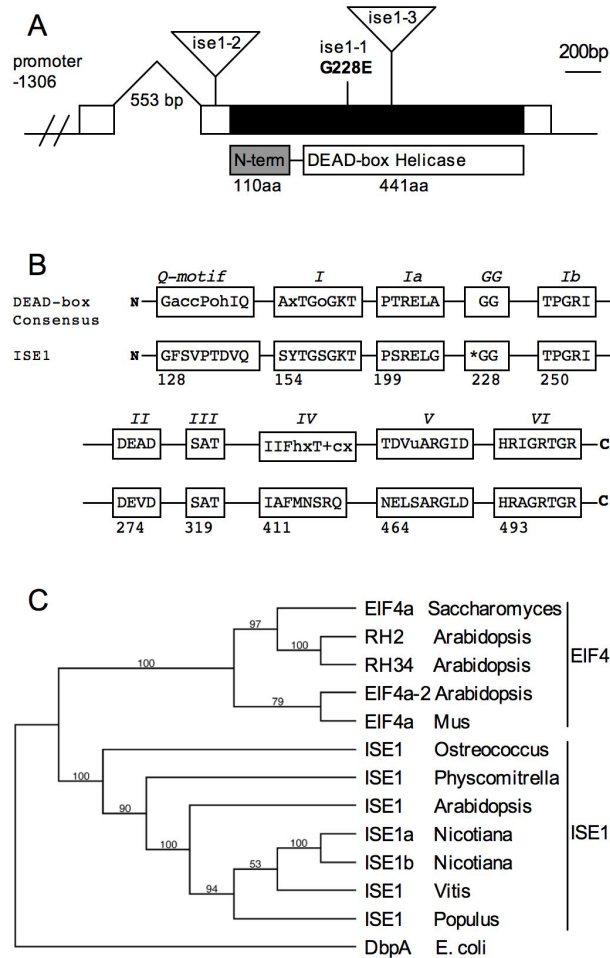 A
ise1-2
ise1-3
ise1-1
G228E
200bp
promoter
-1306
553 bp
N-term
DEAD-box Helicase
110aa
441aa
B
Q-motif I Ia GG Ib
DEAD-box Consensus N GaccPohIQ AxTGoGKT PTRELA GG TPGRI
ISE1 N GFSVPTDVQ SYTGSGKT PSRELG *GG TPGRI
128 154 199 228 250
II III IV V VI
DEAD SAT IIFhxT+cx TDVuARGID HRIGRTGR C
DEVD SAT IAFMNSRQ NELSARGLD HRAGRTGR C
274 319 411 464 493
C
EIF4a Saccharomyces
97
RH2 Arabidopsis
100
RH34 Arabidopsis
EIF4
100
EIF4a-2 Arabidopsis
79
EIF4a Mus
ISE1 Ostreococcus
100
ISE1 Physcomitrella
90
ISE1 Arabidopsis
100
ISE1
ISE1a Nicotiana
100
53
ISE1b Nicotiana
ISE1 Vitis
94
ISE1 Populus
DbpA E. coli